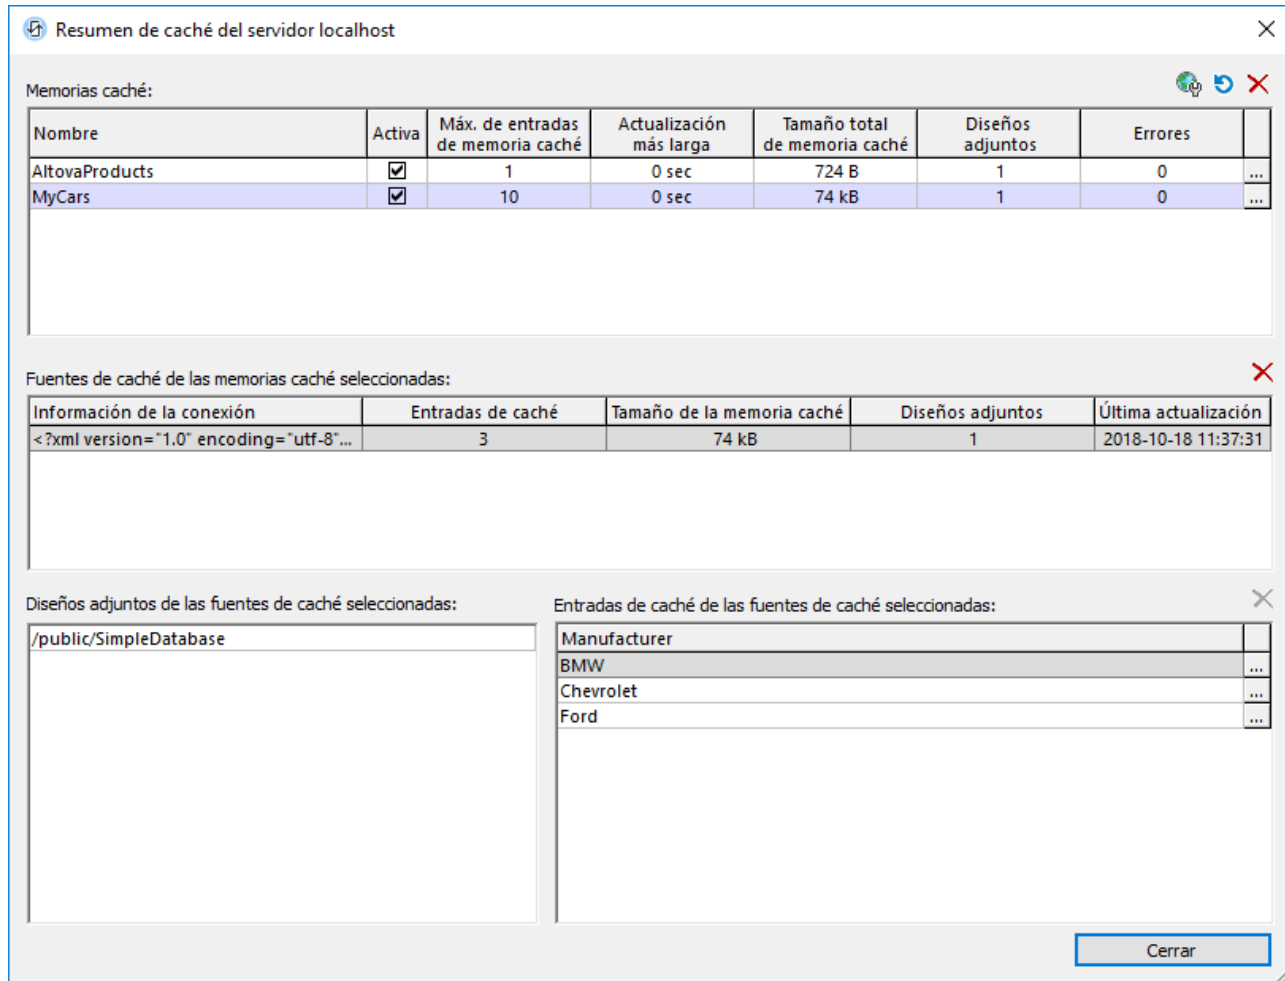 Resumen de caché del servidor localhost
Memorias caché:
Nombre Activa Máx. de entradas de memoria caché Actualización más larga Tamaño total de memoria caché Diseños adjuntos Errores
AltovaProducts 1 0 sec 724 B 1 0 ...
MyCars 10 0 sec 74 kB 1 0 ...
Fuentes de caché de las memorias caché seleccionadas:
Información de la conexión Entradas de caché Tamaño de la memoria caché Diseños adjuntos Última actualización
<?xml version="1.0" encoding="utf-8"... 3 74 kB 1 2018-10-18 11:37:31
Diseños adjuntos de las fuentes de caché seleccionadas:
/public/SimpleDatabase
Entradas de caché de las fuentes de caché seleccionadas:
Manufacturer
BMW ...
Chevrolet ...
Ford ...
Cerrar